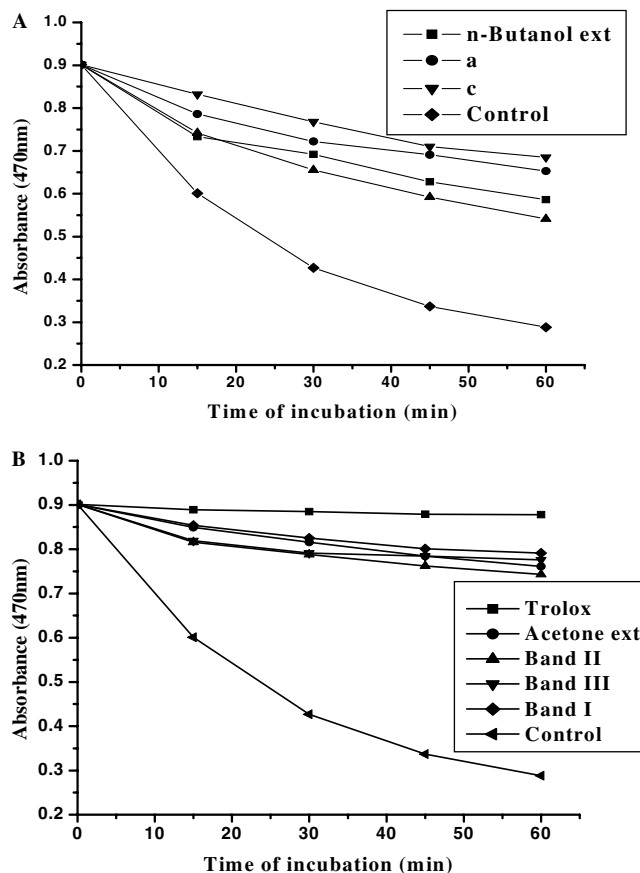 A
1.0
0.9
0.8
0.7
0.6
0.5
0.4
0.3
0.2
Absorbance (470nm)
n-Butanol ext
a
c
Control
0 10 20 30 40 50 60
Time of incubation (min)
B
1.0
0.9
0.8
0.7
0.6
0.5
0.4
0.3
0.2
Absorbance (470nm)
Trolox
Acetone ext
Band II
Band III
Band I
Control
0 10 20 30 40 50 60
Time of incubation (min)